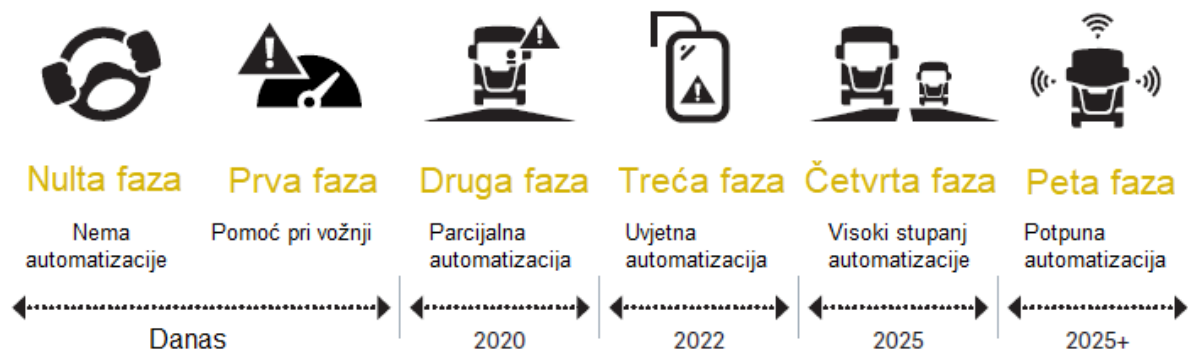 Nulta faza
Prva faza
Druga faza
Treća faza
Četvrta faza
Peta faza
Nema
automatizacije
Pomoć pri vožnji
Parcijalna
automatizacija
Uvjetna
automatizacija
Visoki stupanj
automatizacije
Potpuna
automatizacija
Danas
2020
2022
2025
2025+